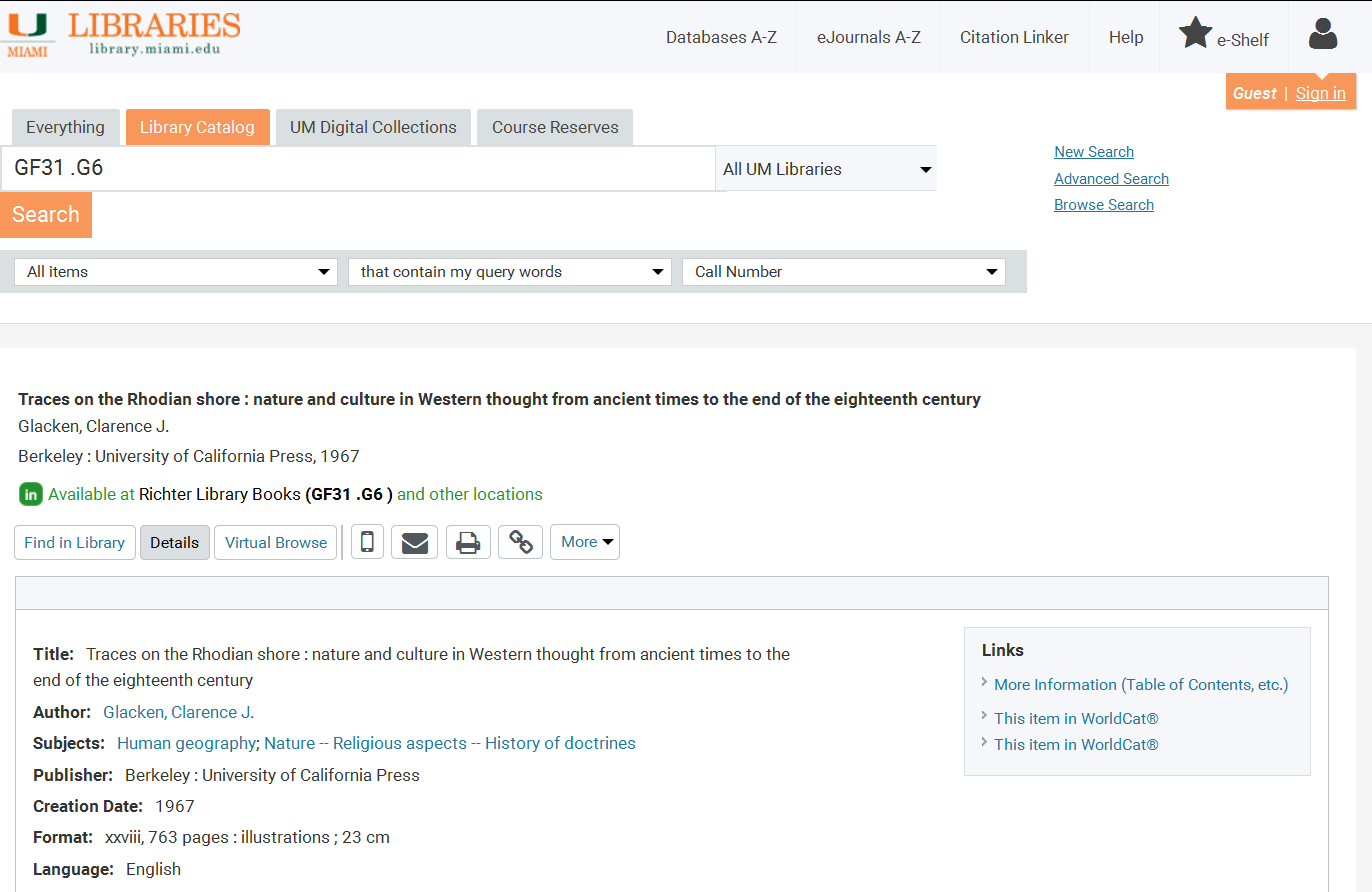 U LIBRARIES
MIAMI library.miami.edu
Databases A-Z eJournals A-Z Citation Linker Help e-Shelf
Guest | Sign in
Everything Library Catalog UM Digital Collections Course Reserves
GF31 .G6 All UM Libraries
Search
New Search
Advanced Search
Browse Search
All items that contain my query words Call Number
Traces on the Rhodian shore : nature and culture in Western thought from ancient times to the end of the eighteenth century
Glacken, Clarence J.
Berkeley : University of California Press, 1967
in Available at Richter Library Books (GF31 .G6 ) and other locations
Find in Library Details Virtual Browse More
Title: Traces on the Rhodian shore : nature and culture in Western thought from ancient times to the
end of the eighteenth century
Author: Glacken, Clarence J.
Subjects: Human geography; Nature -- Religious aspects -- History of doctrines
Publisher: Berkeley : University of California Press
Creation Date: 1967
Format: xxviii, 763 pages : illustrations ; 23 cm
Language: English
Links
More Information (Table of Contents, etc.)
This item in WorldCat®
This item in WorldCat®